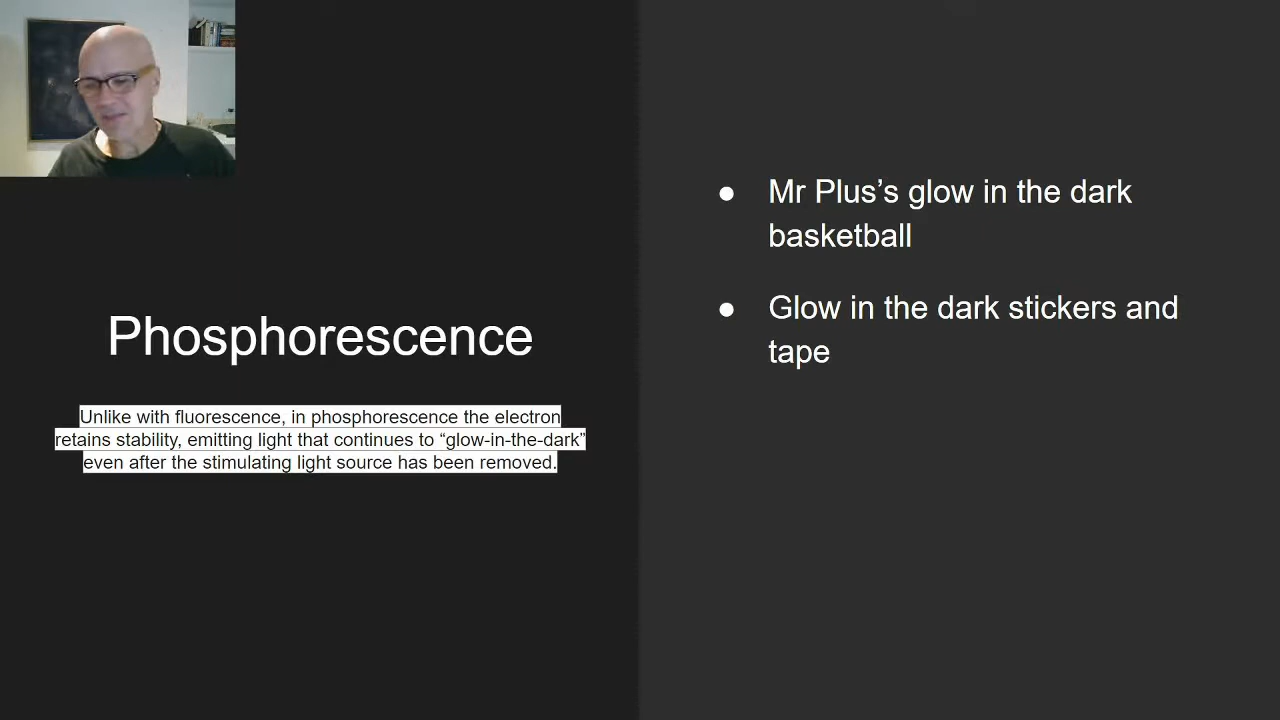 Phosphorescence
Unlike with fluorescence, in phosphorescence the electron
retains stability, emitting light that continues to “glow-in-the-dark”
even after the stimulating light source has been removed.
● Mr Plus’s glow in the dark
basketball
● Glow in the dark stickers and
tape